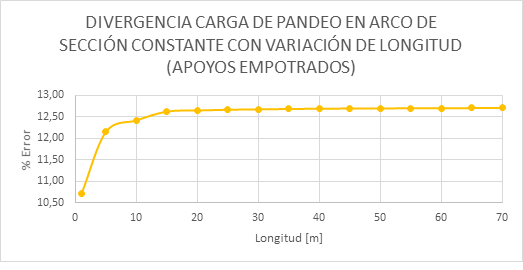 DIVERGENCIA CARGA DE PANDEO EN ARCO DE
SECCIÓN CONSTANTE CON VARIACIÓN DE LONGITUD
(APOYOS EMPOTRADOS)
% Error
13,00
12,50
12,00
11,50
11,00
10,50
0 10 20 30 40 50 60 70
Longitud [m]